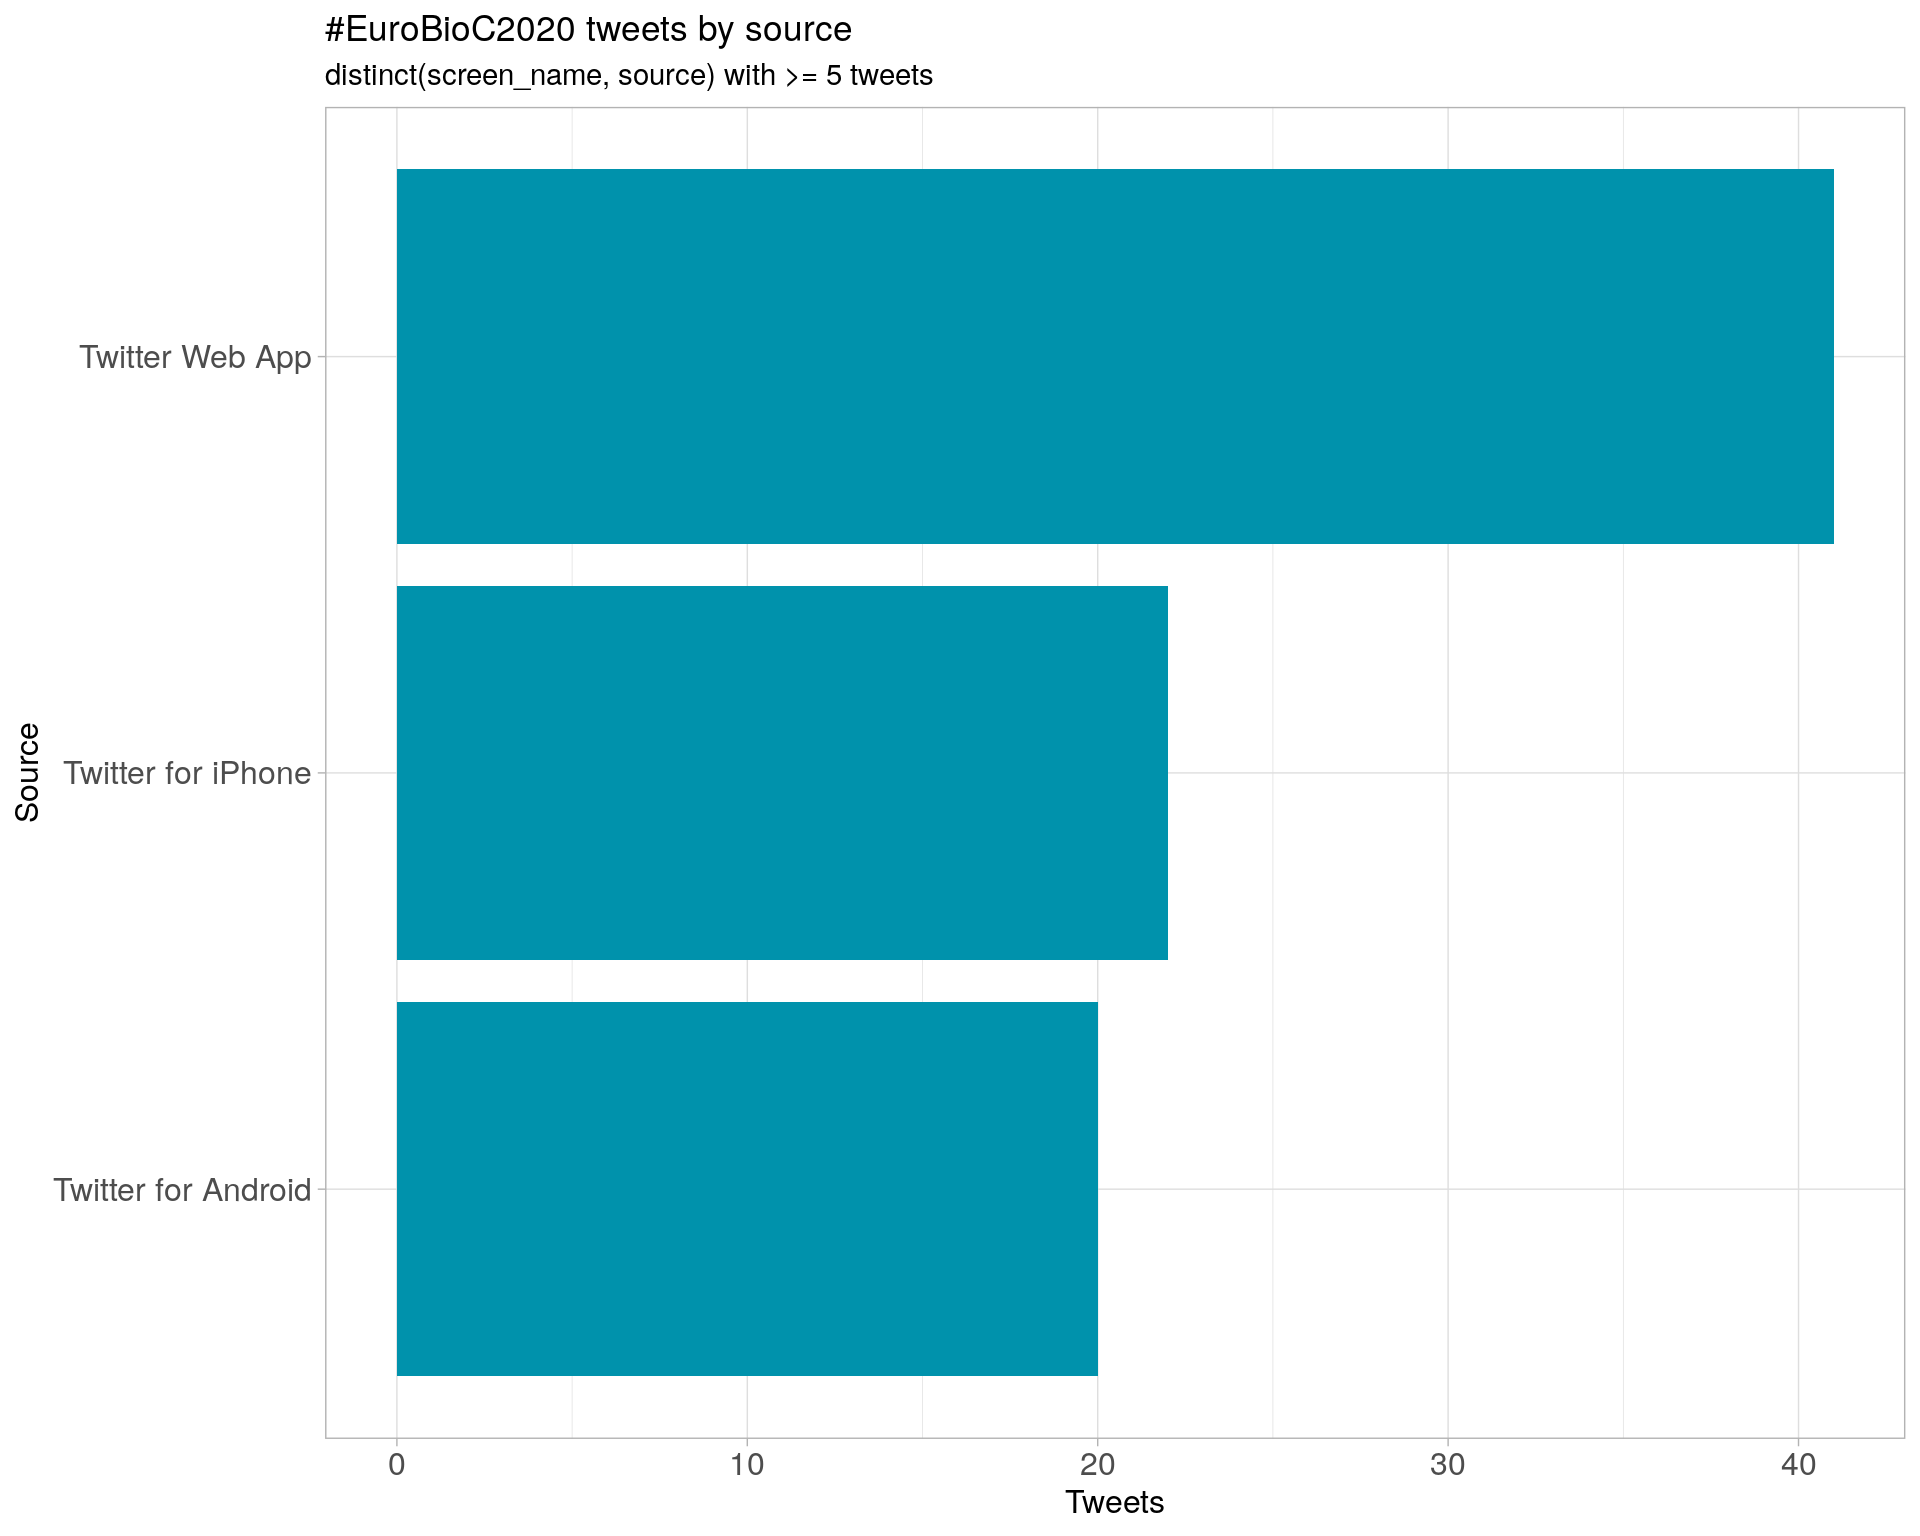 #EuroBioC2020 tweets by source
distinct(screen_name, source) with >= 5 tweets
Twitter Web App
Twitter for iPhone
Twitter for Android
Source
0 10 20 30 40
Tweets